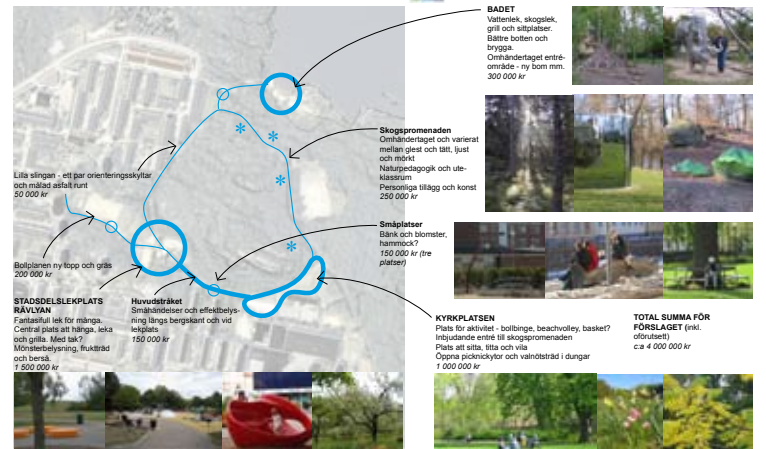 BADET
Vattenlek, skogslek,
grill och sittplatser.
Bättre botten och
brygga.
Omhändertaget entré-
område - ny bom mm.
300 000 kr
Skogspromenaden
Omhändertaget och varierat
mellan glest och tätt, ljust
och mörkt
Naturpedagogik och ute-
klassrum
Personliga tillägg och konst
250 000 kr
Lilla slingan - ett par orienteringsskyltar
och målad asfalt runt
50 000 kr
Småplatser
Bänk och blomster,
hammock?
150 000 kr (tre
platser)
Bollplanen ny topp och gräs
200 000 kr
STADSDELSLEKPLATS
RÄVLYAN
Fantasifull lek för många.
Central plats att hänga, leka
och grilla. Med tak?
Mönsterbelysning, fruktträd
och berså.
1 500 000 kr
Huvudstråket
Småhändelser och effektbelys-
ning längs bergskant och vid
lekplats
150 000 kr
KYRKPLATSEN
Plats för aktivitet - bollbinge, beachvolley, basket?
Inbjudande entré till skogspromenaden
Plats att sitta, titta och vila
Öppna picknickytor och valnötsträd i dungar
1 000 000 kr
TOTAL SUMMA FÖR
FÖRSLAGET (inkl.
oförutsett)
c:a 4 000 000 kr